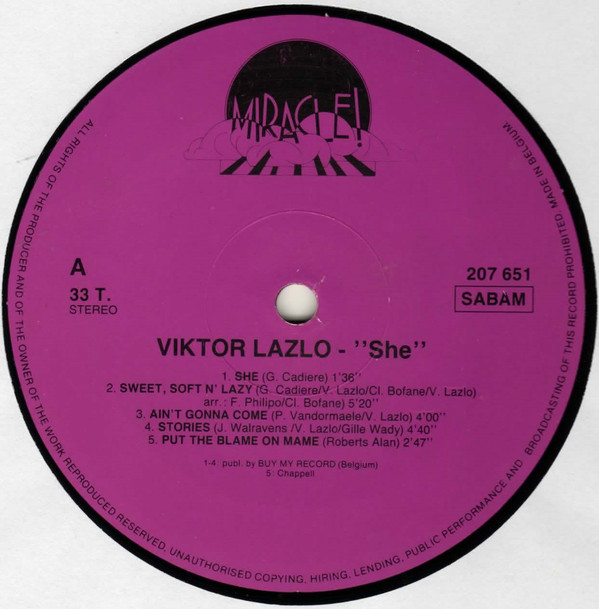 MIRACLE!
A
33 T.
STEREO
207 651
SABAM
VIKTOR LAZLO - "She"
1. SHE (G. Cadiere) 1'36"
2. SWEET, SOFT N' LAZY (G. Cadiere/V. Lazlo/Cl. Bofane/V. Lazlo)
arr.: F. Philipo/Cl. Bofane) 5'20"
3. AIN'T GONNA COME (P. Vandormaele/V. Lazlo) 4'00"
4. STORIES (J. Walravens /V. Lazlo/Gille Wady) 4'40"
5. PUT THE BLAME ON MAME (Roberts Alan) 2'47"
1-4: publ. by BUY MY RECORD (Belgium)
5: Chappell
ALL RIGHTS OF THE PRODUCER AND OF THE OWNER OF THE WORK REPRODUCED RESERVED, UNAUTHORISED COPYING, HIRING, LENDING, PUBLIC PERFORMANCE AND BROADCASTING OF THIS RECORD PROHIBITED MADE IN BELGIUM.